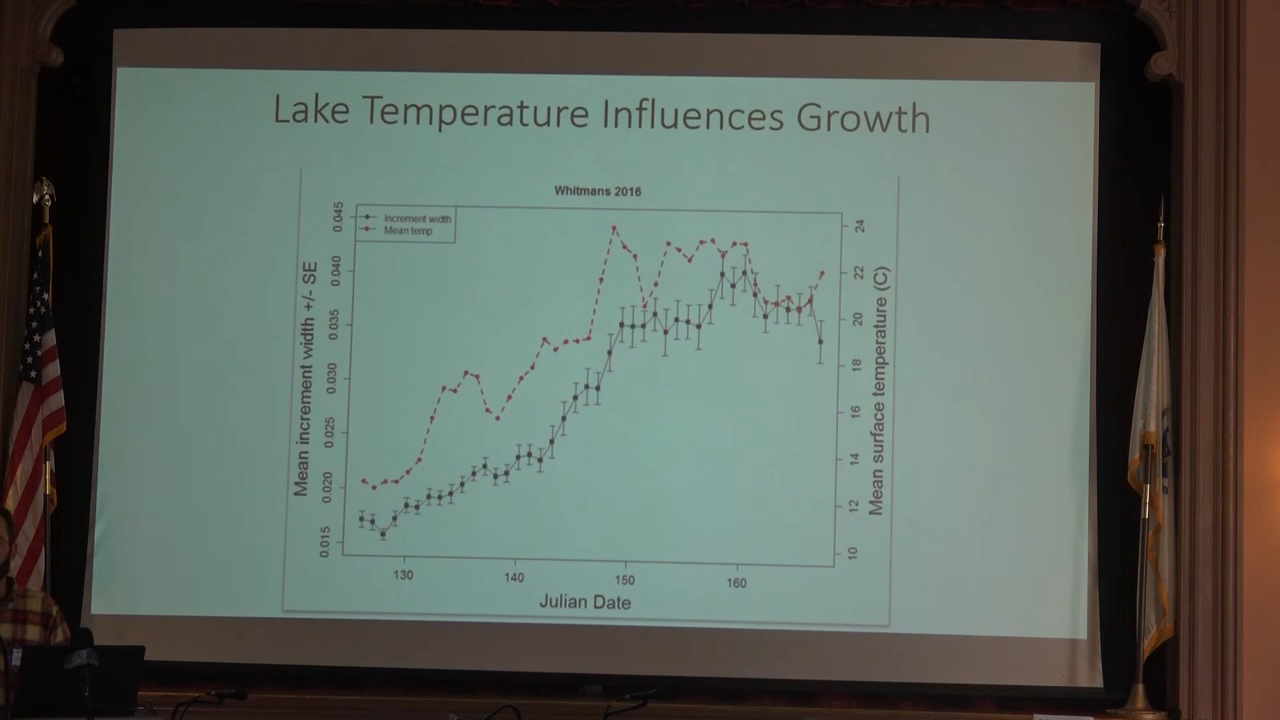 Lake Temperature Influences Growth
Whitmans 2016
Increment width
Mean temp
Mean increment width +/- SE
0.045
0.040
0.035
0.030
0.025
0.020
0.015
24
22
20
18
16
14
12
10
Mean surface temperature (C)
130 140 150 160
Julian Date